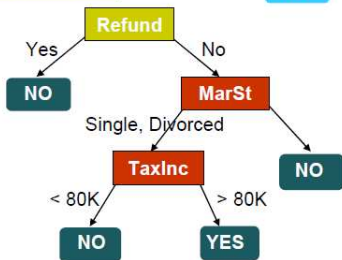 Refund
Yes
No
NO
MarSt
Single, Divorced
TaxInc
NO
< 80K
> 80K
NO
YES